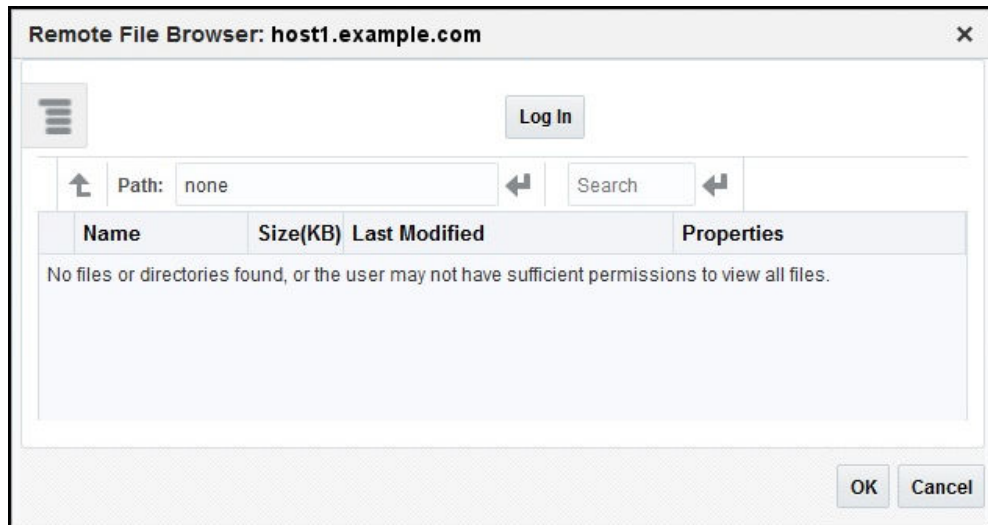 Remote File Browser: host1.example.com
Log In
Path: none Search
Name Size(KB) Last Modified Properties
No files or directories found, or the user may not have sufficient permissions to view all files.
OK Cancel